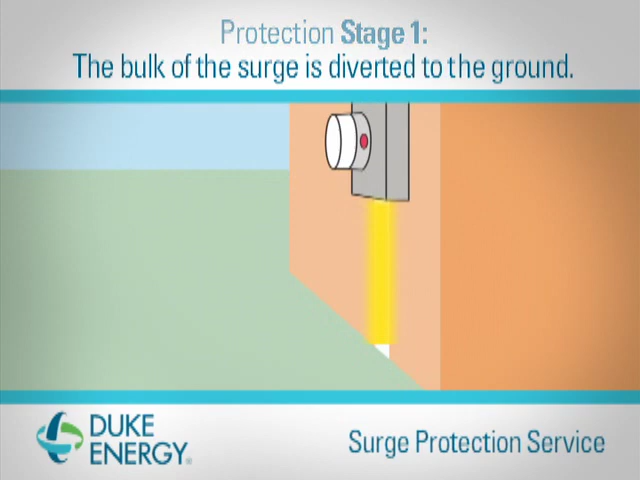 Protection Stage 1:
The bulk of the surge is diverted to the ground.
DUKE
ENERGY®
Surge Protection Service